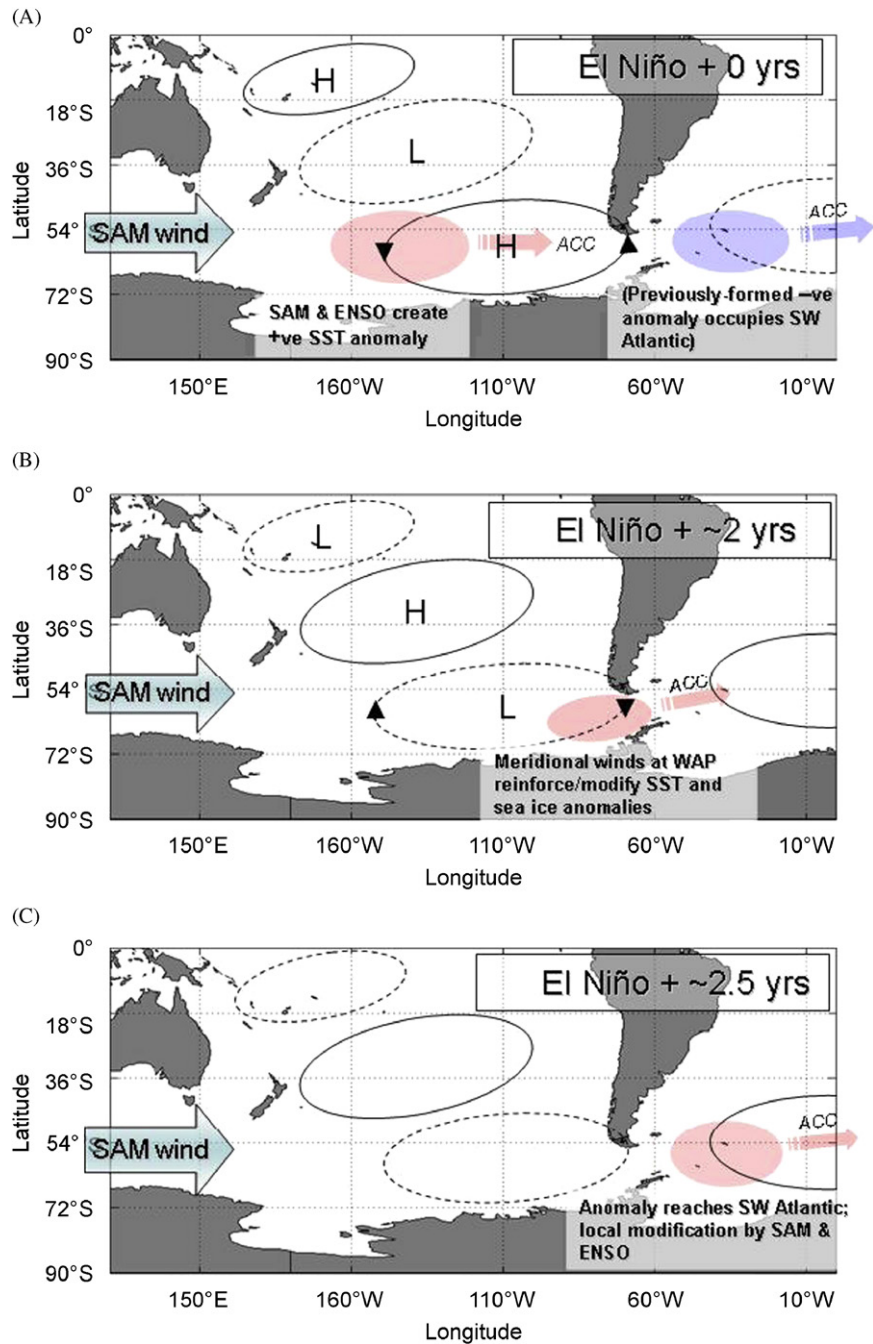 (A)
0°
18°S
36°S
54°S
72°S
90°S
Latitude
H
L
H
El Niño + 0 yrs
SAM wind
ACC
ACC
SAM & ENSO create
+ve SST anomaly
(Previously-formed –ve
anomaly occupies SW
Atlantic)
150°E
160°W
110°W
60°W
10°W
Longitude
(B)
0°
18°S
36°S
54°S
72°S
90°S
Latitude
L
H
L
El Niño + ~2 yrs
SAM wind
ACC
Meridional winds at WAP
reinforce/modify SST and
sea ice anomalies
150°E
160°W
110°W
60°W
10°W
Longitude
(C)
0°
18°S
36°S
54°S
72°S
90°S
Latitude
El Niño + ~2.5 yrs
SAM wind
ACC
Anomaly reaches SW Atlantic;
local modification by SAM &
ENSO
150°E
160°W
110°W
60°W
10°W
Longitude